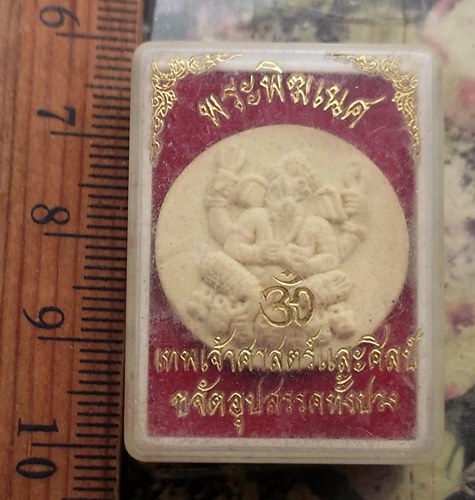 6
7
8
9
10
พระพิฆเนศ
ॐ
เทพเจ้าศาสตร์และศิลป์
ขจัดอุปสรรคทั้งปวง